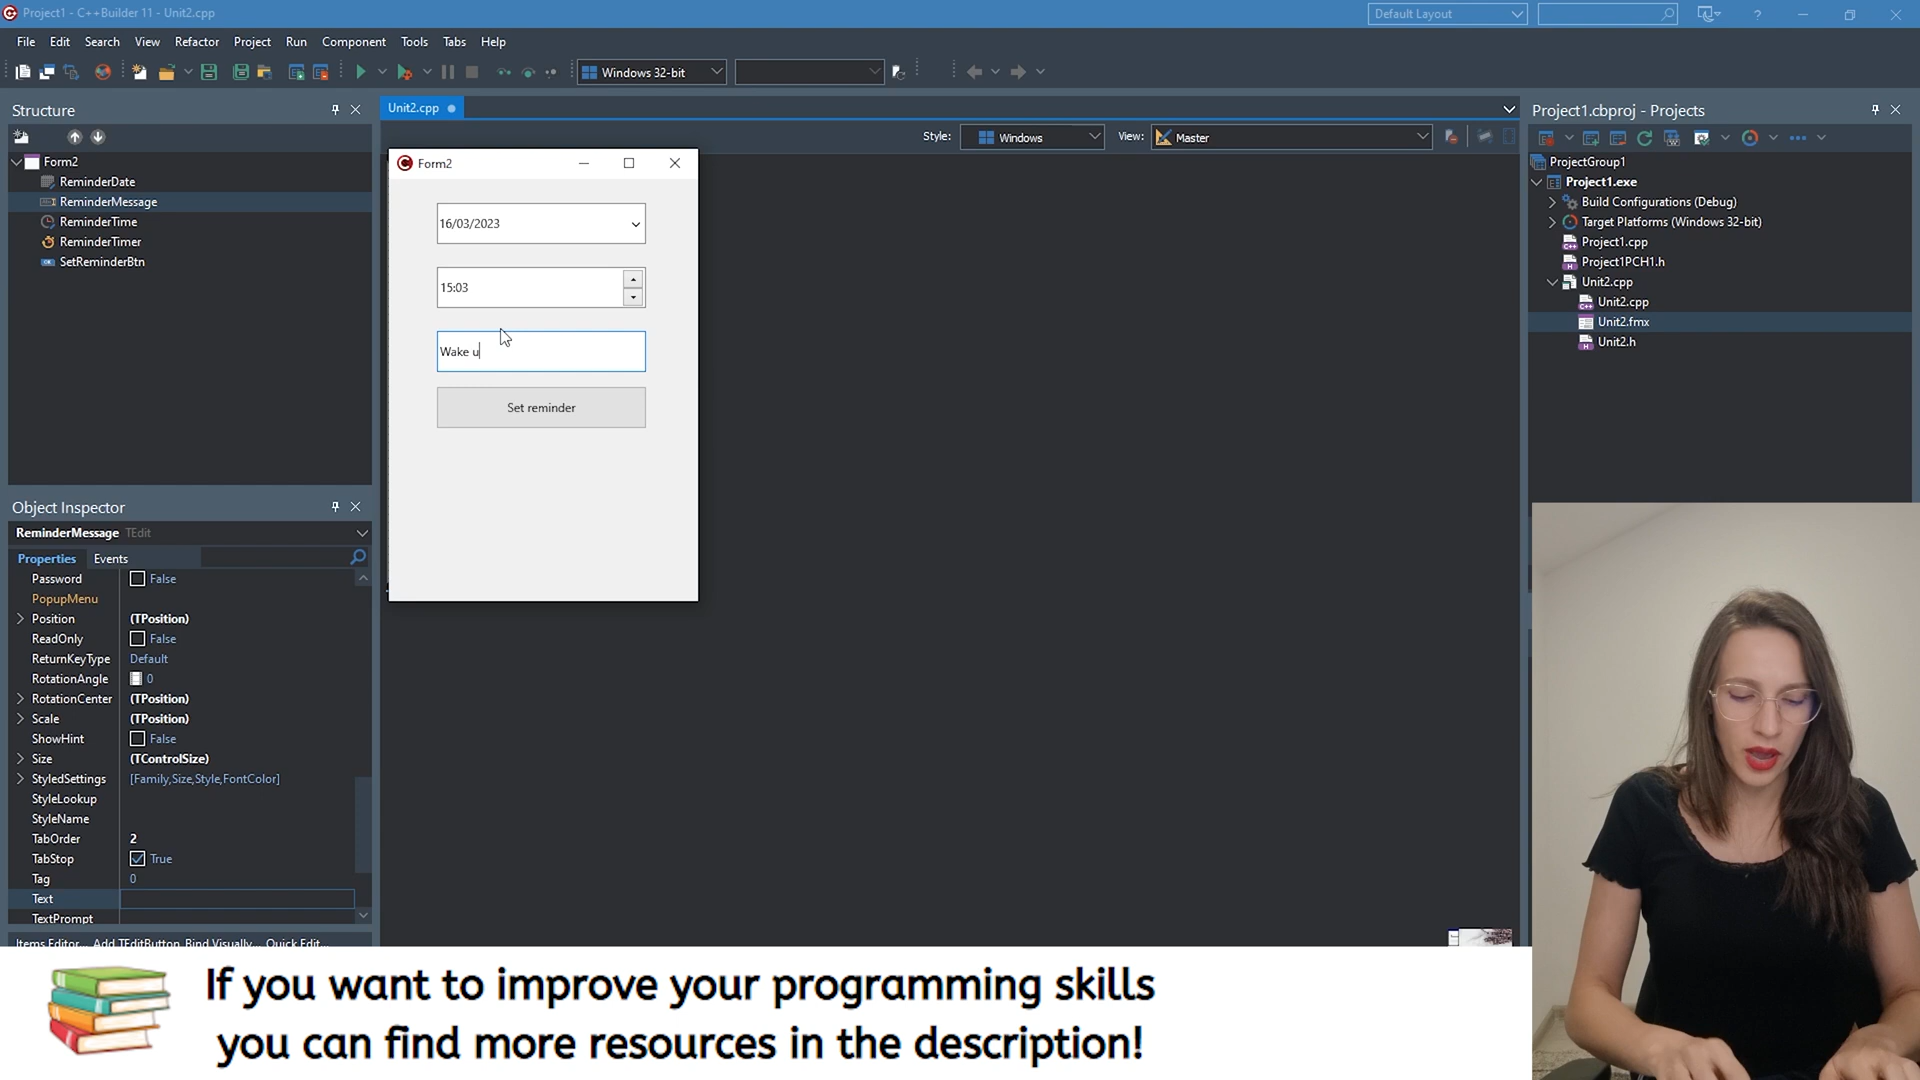 Project1 - C++Builder 11 - Unit2.cpp
Default Layout
File Edit Search View Refactor Project Run Component Tools Tabs Help
Windows 32-bit
Structure
Unit2.cpp
Project1.cbproj - Projects
Style: Windows View: Master
Form2
ReminderDate
ReminderMessage
ReminderTime
ReminderTimer
SetReminderBtn
Form2
16/03/2023
15:03
Wake u
Set reminder
ProjectGroup1
Project1.exe
Build Configurations (Debug)
Target Platforms (Windows 32-bit)
Project1.cpp
Project1PCH1.h
Unit2.cpp
Unit2.cpp
Unit2.fmx
Unit2.h
Object Inspector
ReminderMessage TEdit
Properties Events
Password False
PopupMenu
Position (TPosition)
ReadOnly False
ReturnKeyType Default
RotationAngle 0
RotationCenter (TPosition)
Scale (TPosition)
ShowHint False
Size (TControlSize)
StyledSettings [Family,Size,Style,FontColor]
StyleLookup
StyleName
TabOrder 2
TabStop True
Tag 0
Text
TextPrompt
Items Editor... Add TEditButton Bind Visually... Quick Edit...
If you want to improve your programming skills
you can find more resources in the description!